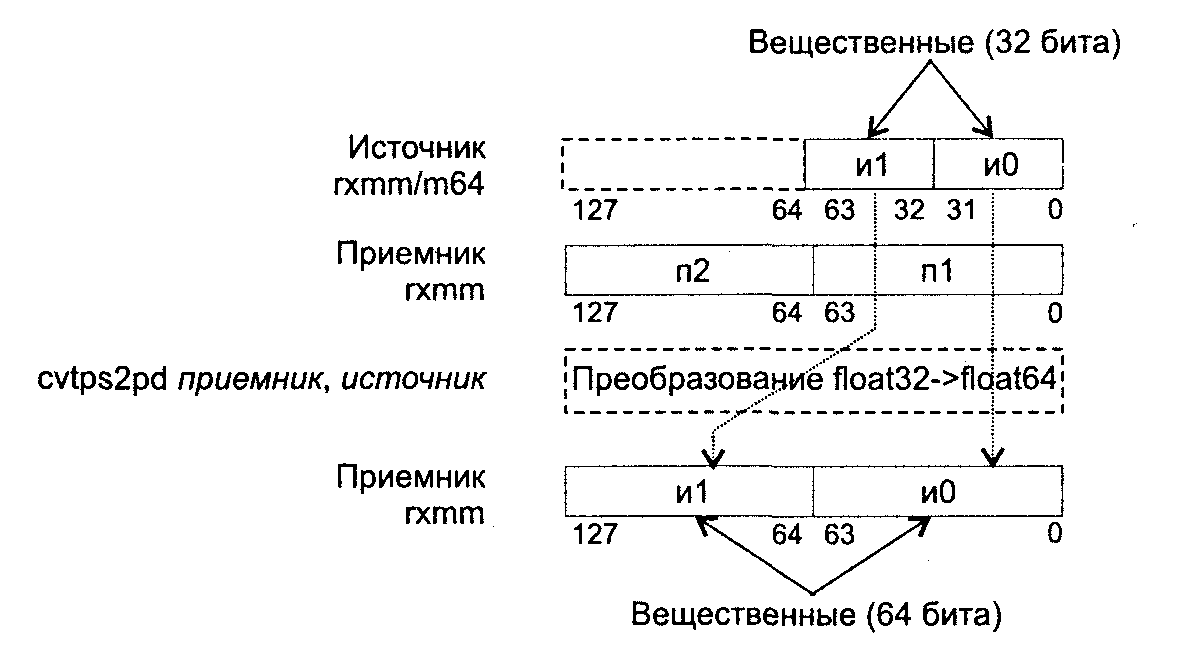 Вещественные (32 бита)
Источник
rxmm/m64
и1 и0
127 64 63 32 31 0
Приемник
rxmm
п2 п1
127 64 63 0
cvtps2pd приемник, источник
Преобразование float32->float64
Приемник
rxmm
и1 и0
127 64 63 0
Вещественные (64 бита)